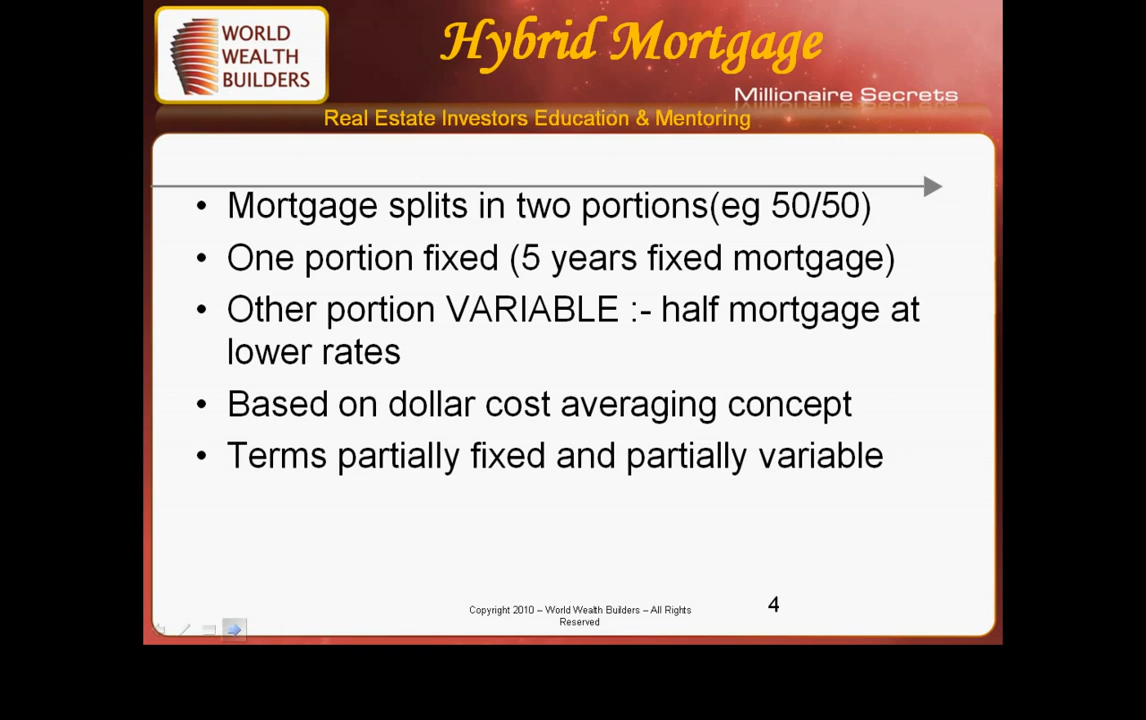 WORLD
WEALTH
BUILDERS
Hybrid Mortgage
Millionaire Secrets
Real Estate Investors Education & Mentoring
• Mortgage splits in two portions(eg 50/50)
• One portion fixed (5 years fixed mortgage)
• Other portion VARIABLE :- half mortgage at
lower rates
• Based on dollar cost averaging concept
• Terms partially fixed and partially variable
Copyright 2010 – World Wealth Builders – All Rights
Reserved
4